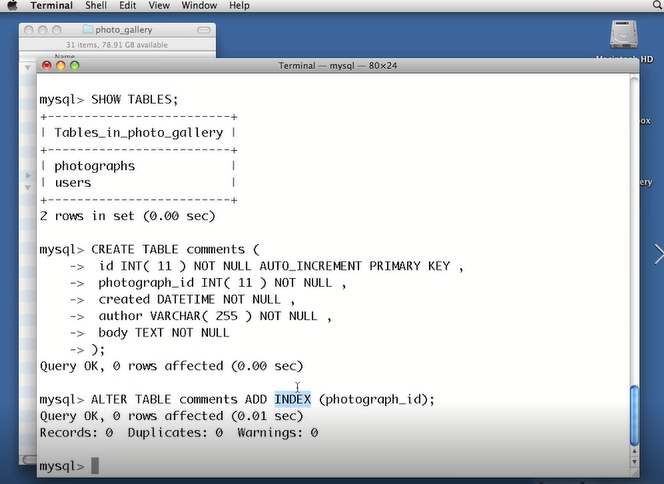 Terminal Shell Edit View Window Help
photo_gallery
31 items, 78.91 GB available
Name
Terminal — mysql — 80×24
mysql> SHOW TABLES;
+-------------------------+
| Tables_in_photo_gallery |
+-------------------------+
| photographs             |
| users                   |
+-------------------------+
2 rows in set (0.00 sec)
mysql> CREATE TABLE comments (
    ->  id INT( 11 ) NOT NULL AUTO_INCREMENT PRIMARY KEY ,
    ->  photograph_id INT( 11 ) NOT NULL ,
    ->  created DATETIME NOT NULL ,
    ->  author VARCHAR( 255 ) NOT NULL ,
    ->  body TEXT NOT NULL
    -> );
Query OK, 0 rows affected (0.00 sec)
mysql> ALTER TABLE comments ADD INDEX (photograph_id);
Query OK, 0 rows affected (0.01 sec)
Records: 0  Duplicates: 0  Warnings: 0
mysql>
HD